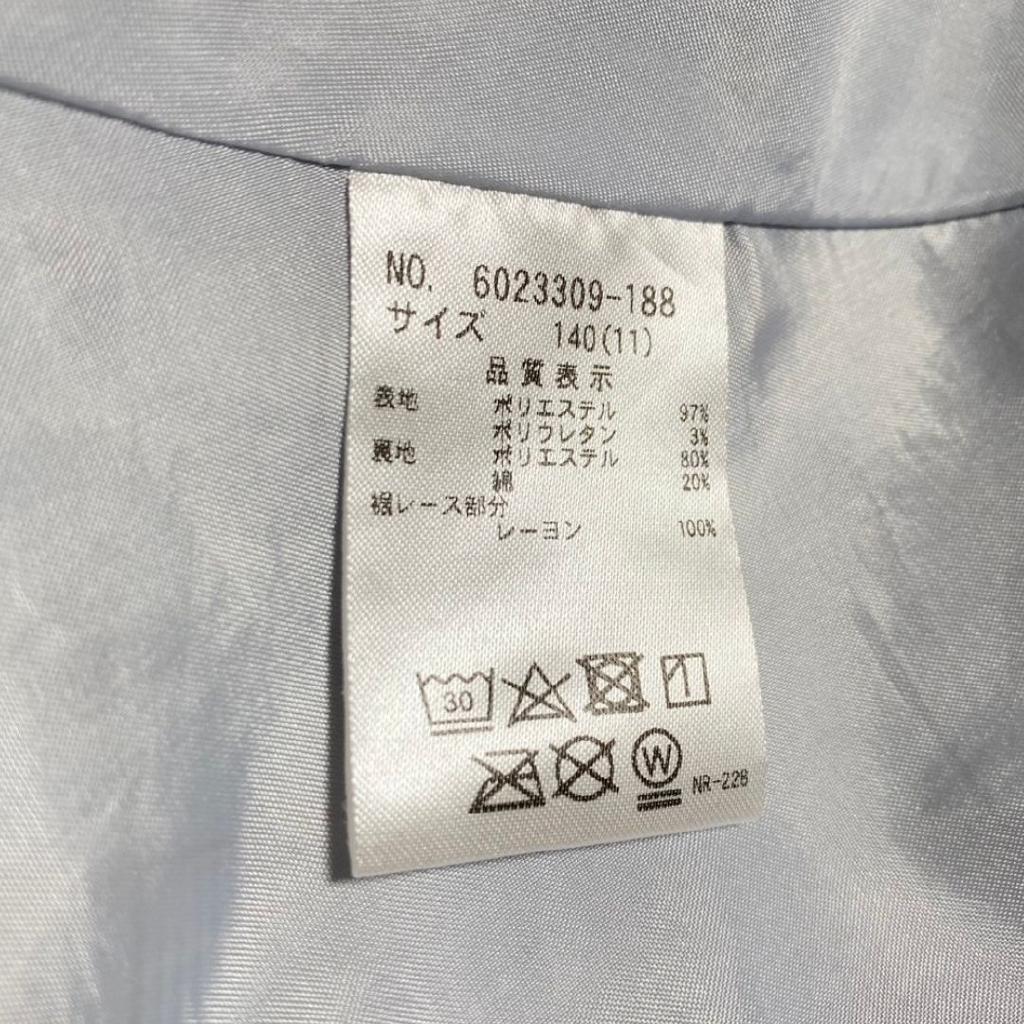 NO. 6023309-188
サイズ 140(11)
品質表示
表地 ポリエステル 97%
ポリウレタン 3%
裏地 ポリエステル 80%
綿 20%
裾レース部分
レーヨン 100%
30
W
NR-228